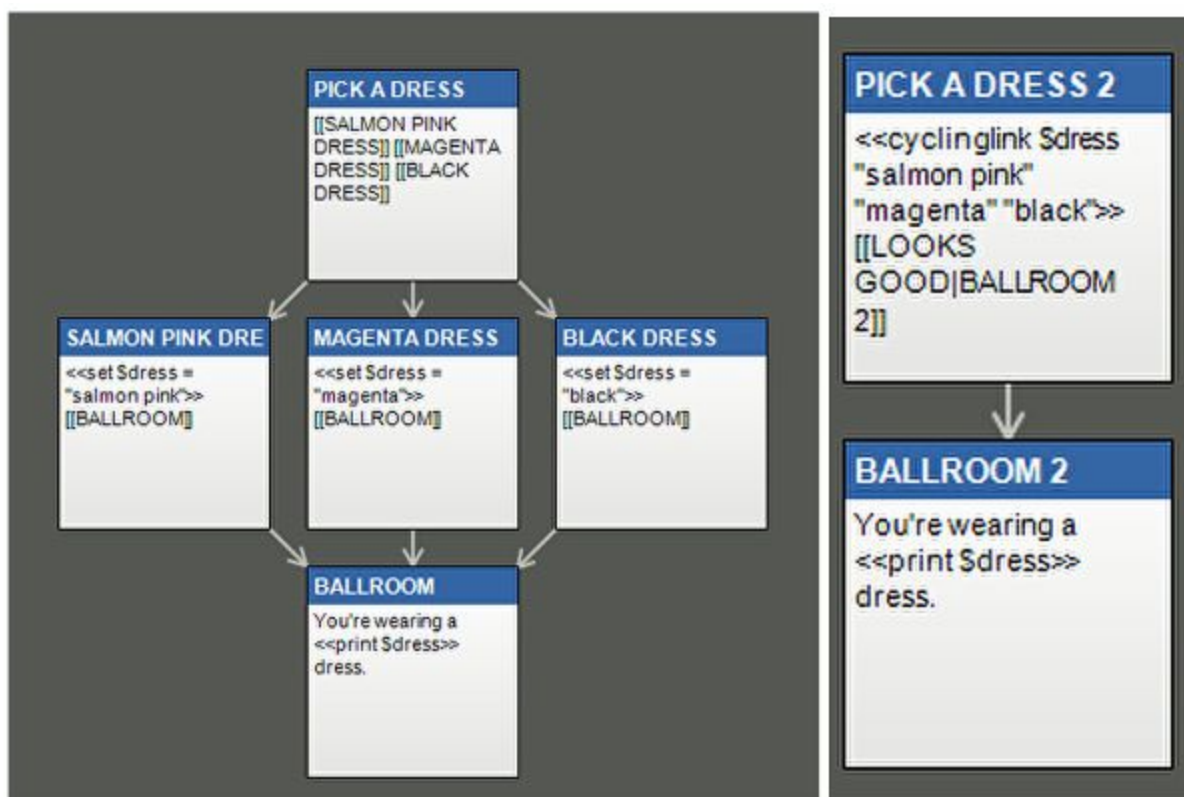 PICK A DRESS
[[SALMON PINK
DRESS]] [[MAGENTA
DRESS]] [[BLACK
DRESS]]
SALMON PINK DRE
<<set $dress =
"salmon pink">>
[[BALLROOM]]
MAGENTA DRESS
<<set $dress =
"magenta">>
[[BALLROOM]]
BLACK DRESS
<<set $dress =
"black">>
[[BALLROOM]]
BALLROOM
You're wearing a
<<print $dress>>
dress.
PICK A DRESS 2
<<cyclinglink $dress
"salmon pink"
"magenta" "black">>
[[LOOKS
GOOD|BALLROOM
2]]
BALLROOM 2
You're wearing a
<<print $dress>>
dress.